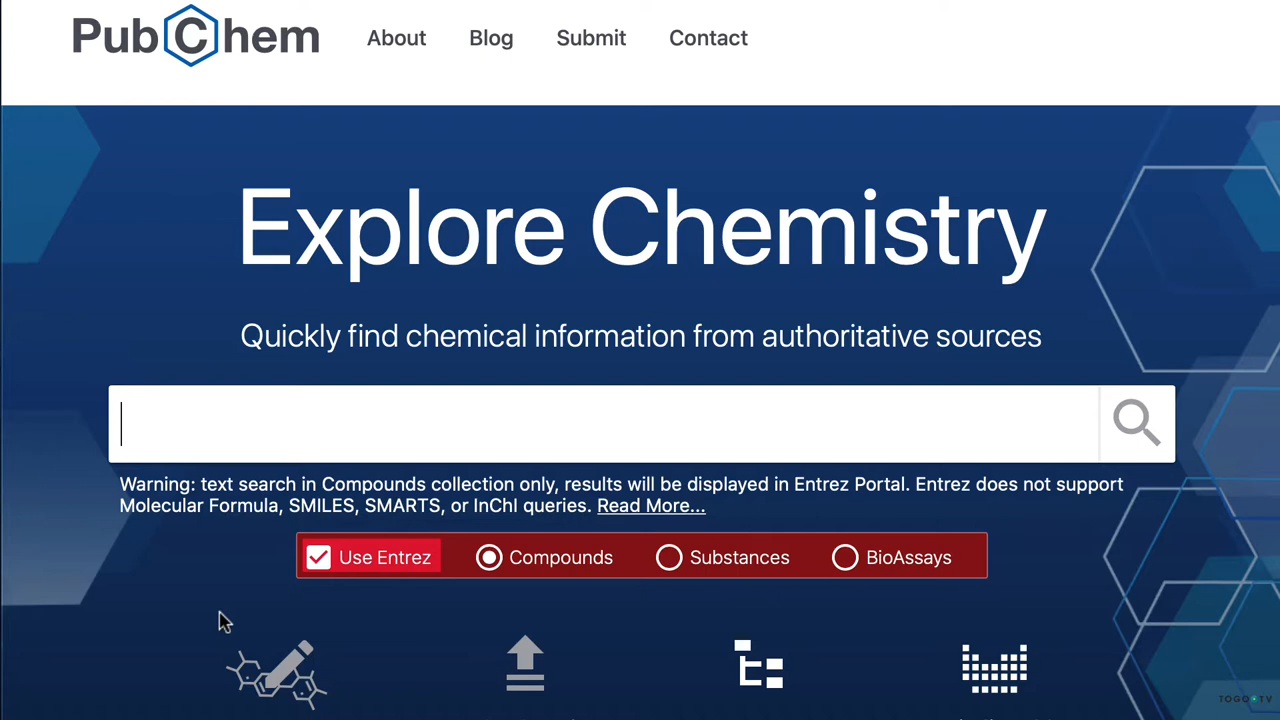 PubChem About Blog Submit Contact
Explore Chemistry
Quickly find chemical information from authoritative sources
Warning: text search in Compounds collection only, results will be displayed in Entrez Portal. Entrez does not support
Molecular Formula, SMILES, SMARTS, or InChI queries. Read More...
Use Entrez Compounds Substances BioAssays
TOGO TV